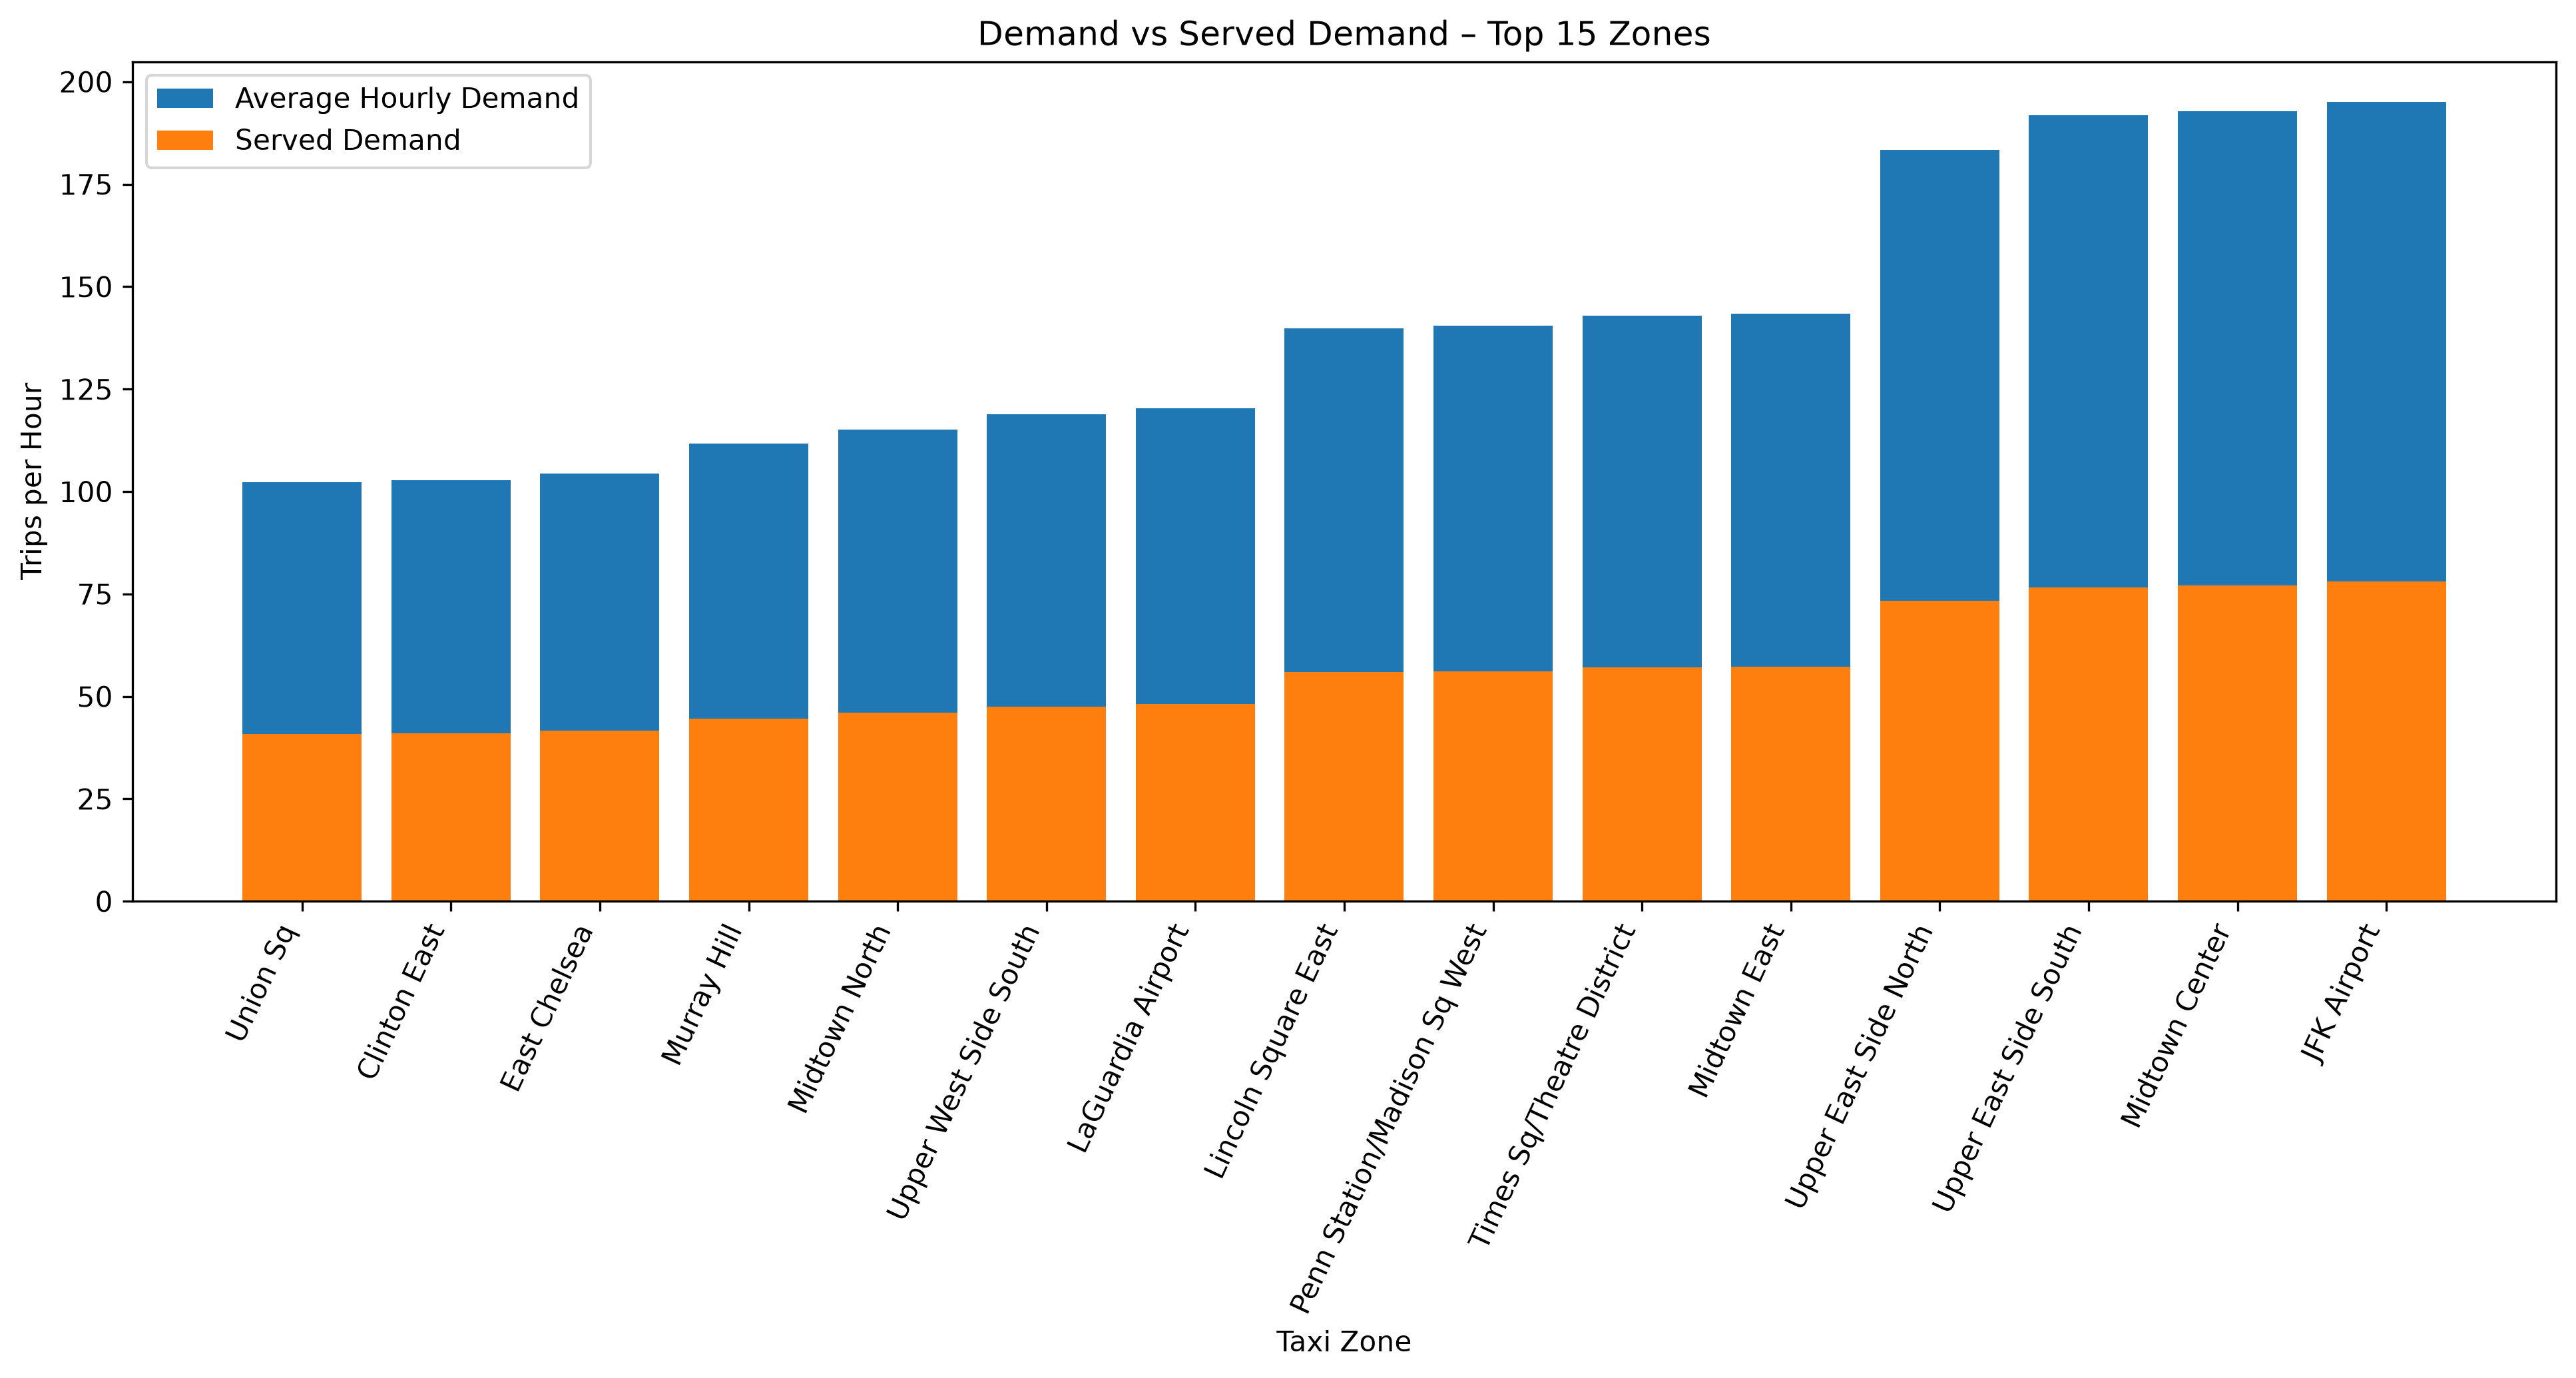 Demand vs Served Demand – Top 15 Zones
Average Hourly Demand
Served Demand
Trips per Hour
200
175
150
125
100
75
50
25
0
Union Sq
Clinton East
East Chelsea
Murray Hill
Midtown North
Upper West Side South
LaGuardia Airport
Lincoln Square East
Penn Station/Madison Sq West
Times Sq/Theatre District
Midtown East
Upper East Side North
Upper East Side South
Midtown Center
JFK Airport
Taxi Zone